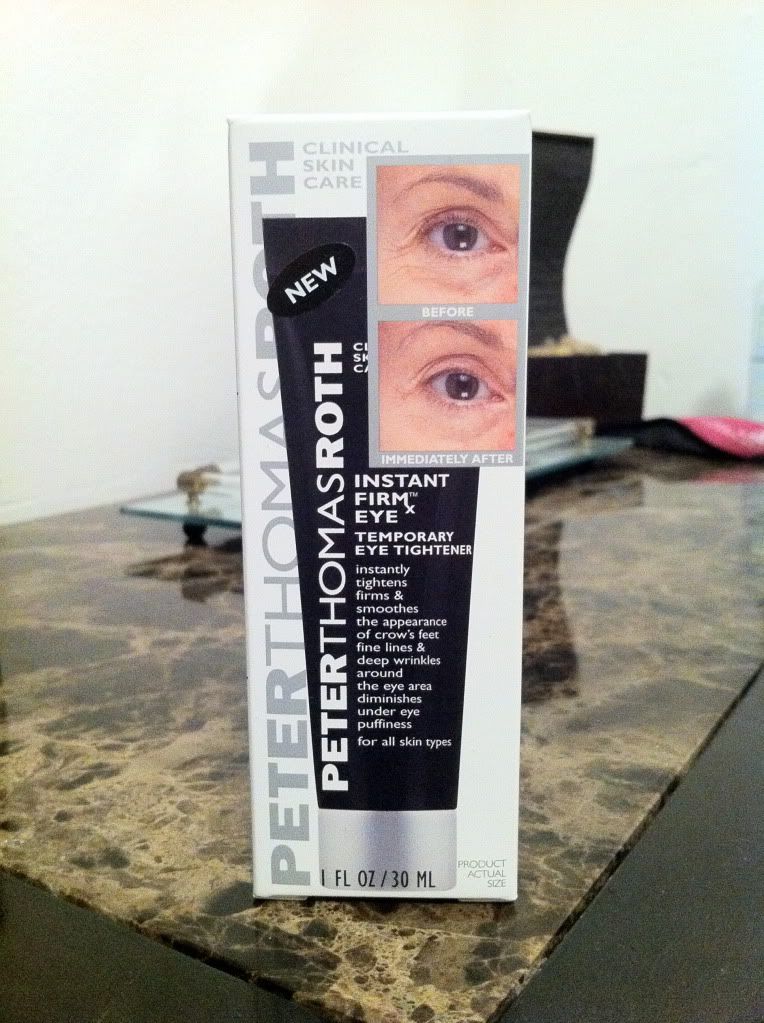 PETERTHOMASROTH
CLINICAL
SKIN
CARE
NEW
BEFORE
IMMEDIATELY AFTER
PETERTHOMASROTH
INSTANT
FIRMx™
EYE
TEMPORARY
EYE TIGHTENER
instantly
tightens
firms &
smoothes
the appearance
of crow's feet
fine lines &
deep wrinkles
around
the eye area
diminishes
under eye
puffiness
for all skin types
1 FL OZ / 30 ML
PRODUCT
ACTUAL
SIZE